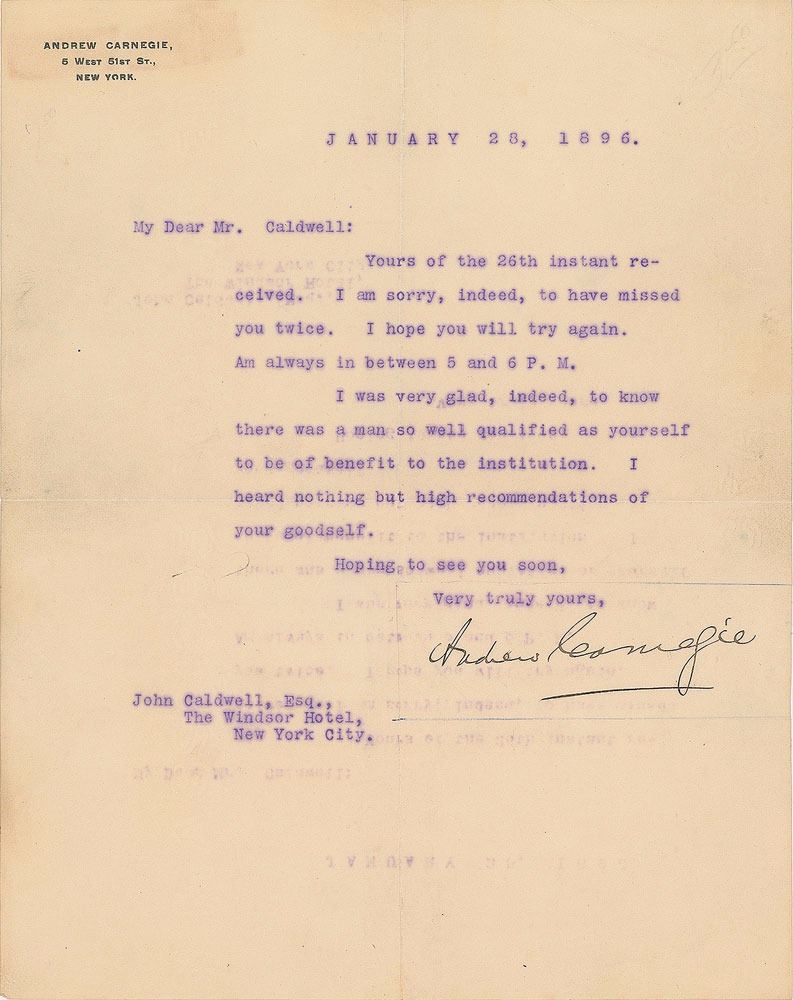 ANDREW CARNEGIE,
5 WEST 51ST ST.,
NEW YORK.
JANUARY 28, 1896.
My Dear Mr. Caldwell:
Yours of the 26th instant re-
ceived. I am sorry, indeed, to have missed
you twice. I hope you will try again.
Am always in between 5 and 6 P. M.
I was very glad, indeed, to know
there was a man so well qualified as yourself
to be of benefit to the institution. I
heard nothing but high recommendations of
your goodself.
Hoping to see you soon,
Very truly yours,
Andrew Carnegie
John Caldwell, Esq.,
The Windsor Hotel,
New York City.